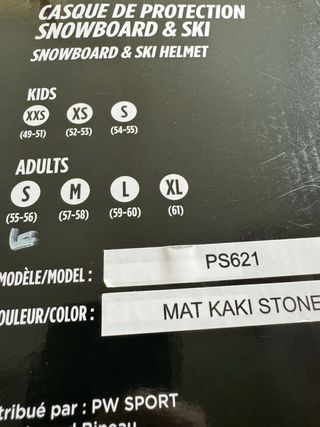 CASQUE DE PROTECTION
SNOWBOARD & SKI
SNOWBOARD & SKI HELMET
KIDS
XXS XS S
(49-51) (52-53) (54-55)
ADULTS
S M L XL
(55-56) (57-58) (59-60) (61)
MODÈLE/MODEL : PS621
OULEUR/COLOR : MAT KAKI STONE
tribué par : PW SPORT